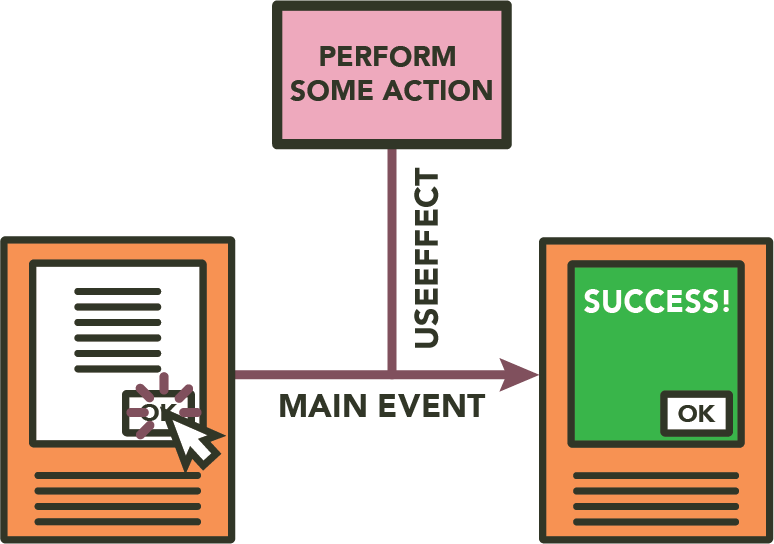 PERFORM
SOME ACTION
USEEFFECT
MAIN EVENT
OK
SUCCESS!
OK